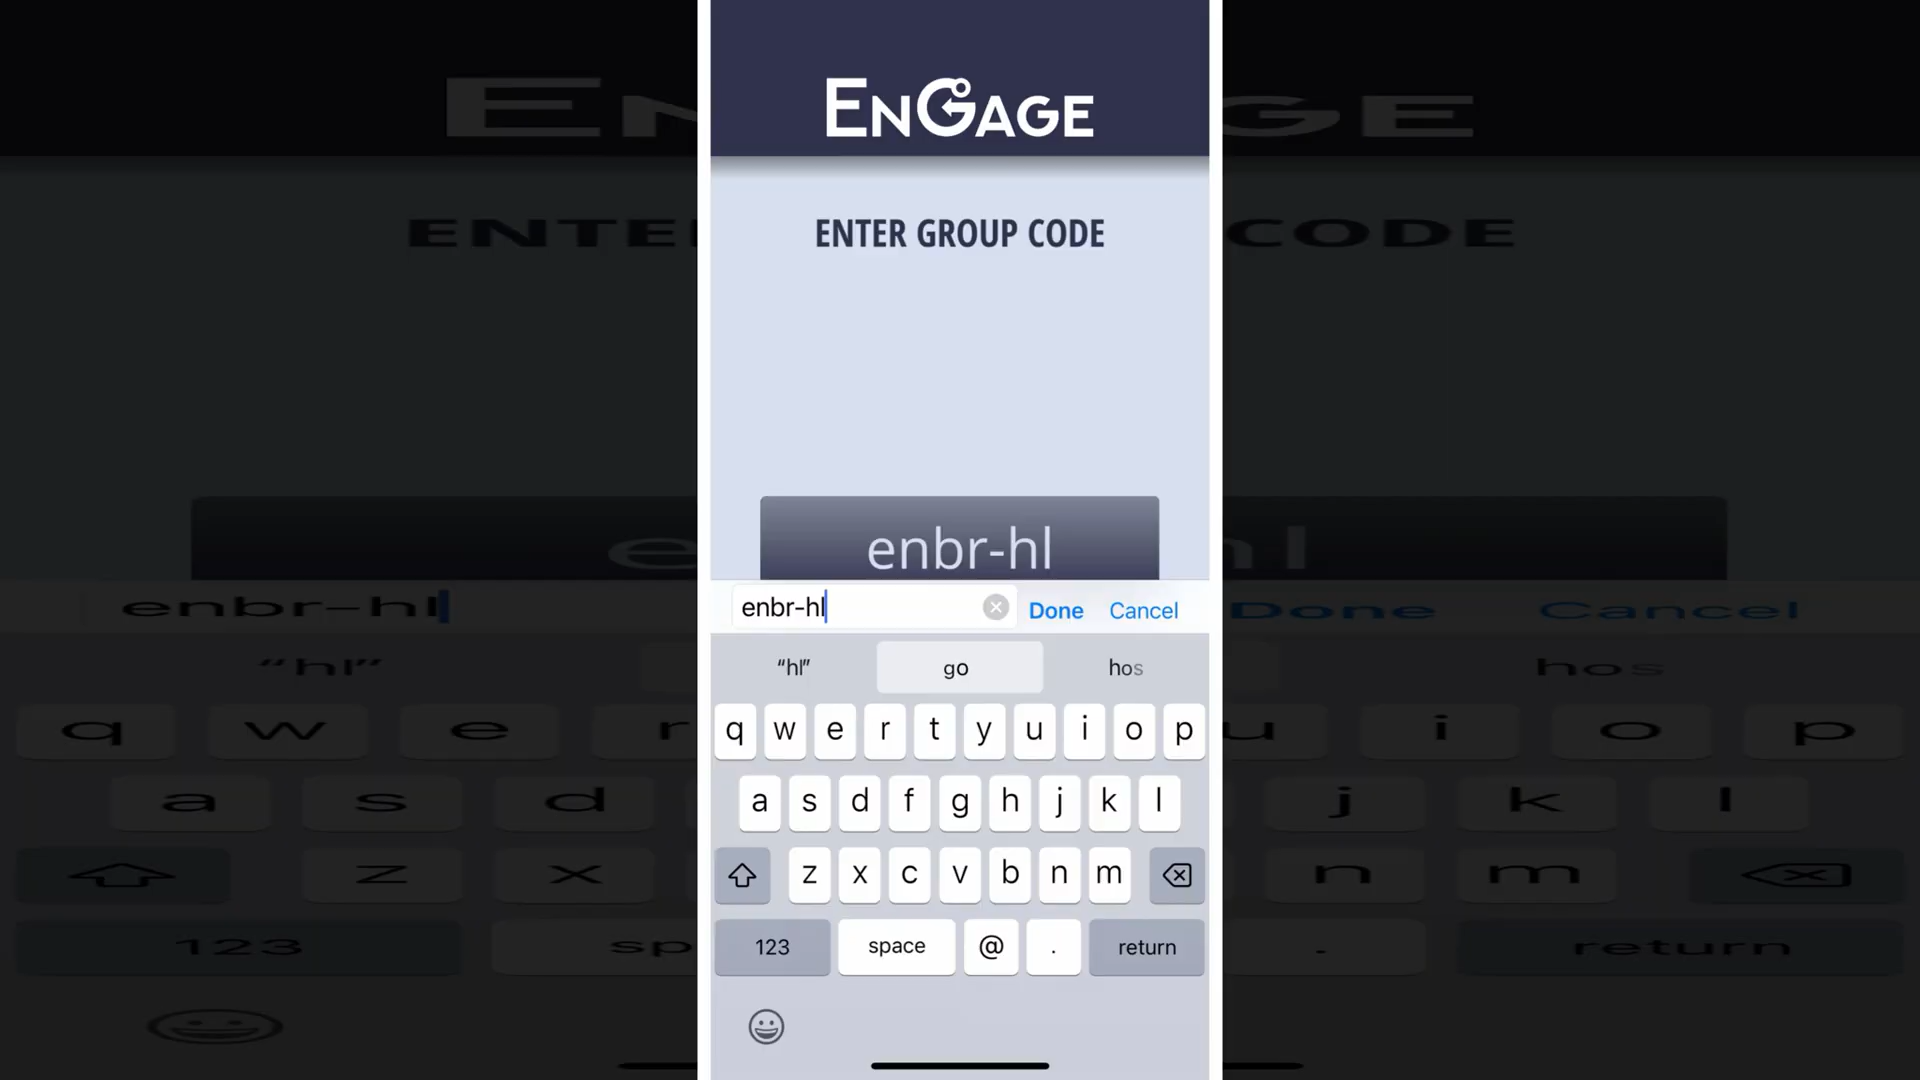 ENGAGE
ENTER GROUP CODE
enbr-hl
enbr-hl Done Cancel
“hl” go hos
q w e r t y u i o p
a s d f g h j k l
z x c v b n m
123 space @ . return